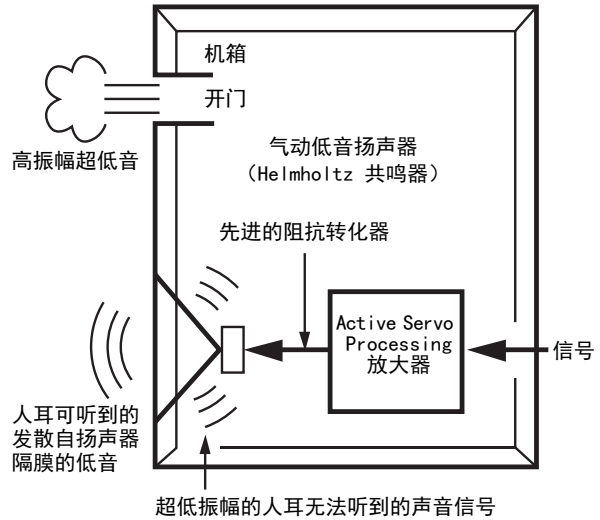 机箱
开门
高振幅超低音
气动低音扬声器
（Helmholtz 共鸣器）
先进的阻抗转化器
Active Servo
Processing
放大器
信号
人耳可听到的
发散自扬声器
隔膜的低音
超低振幅的人耳无法听到的声音信号